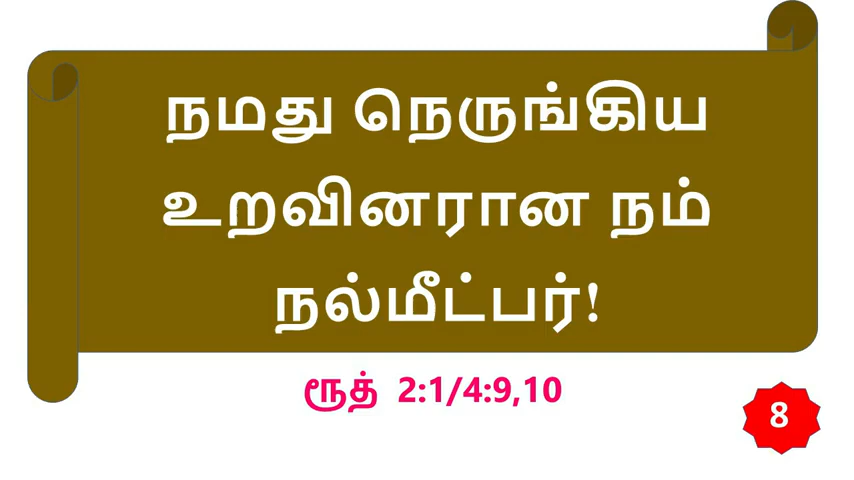 நமது நெருங்கிய
உறவினரான நம்
நல்மீட்பர்!
ரூத் 2:1/4:9,10
8